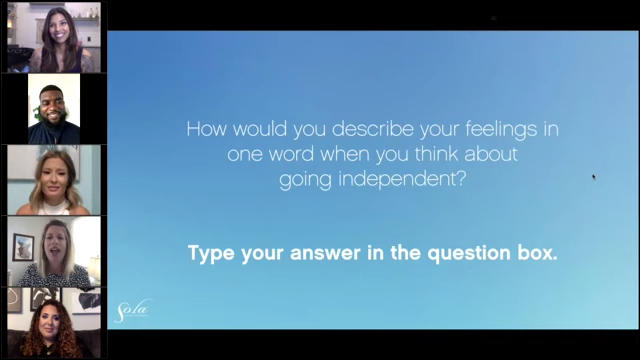 How would you describe your feelings in
one word when you think about
going independent?
Type your answer in the question box.
Sola